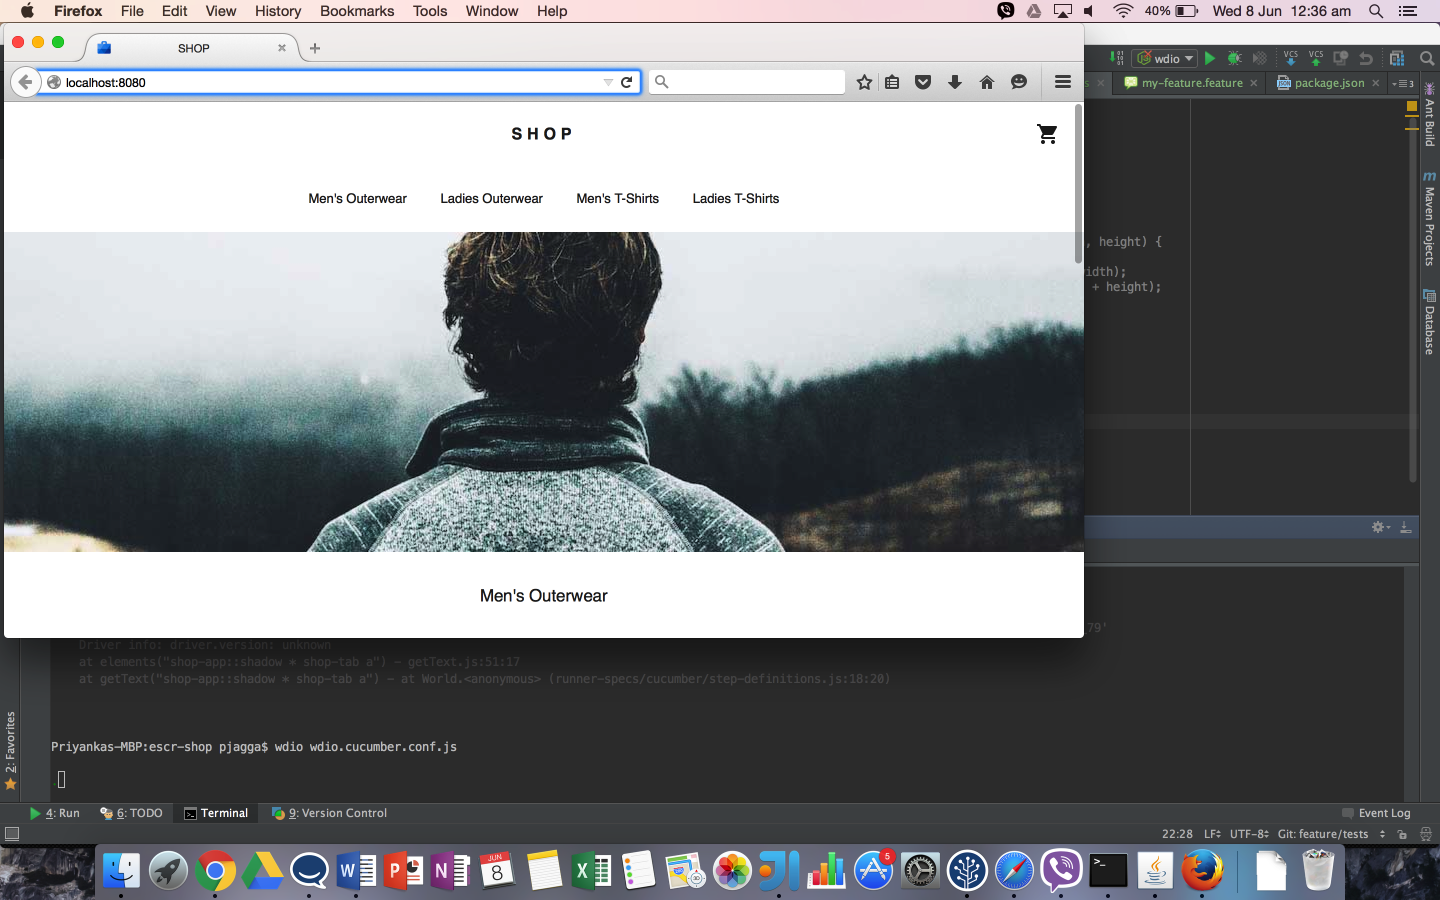 Firefox File Edit View History Bookmarks Tools Window Help 40% Wed 8 Jun 12:36 am
SHOP
localhost:8080
wdio
VCS VCS
my-feature.feature package.json
3
SHOP
Men's Outerwear Ladies Outerwear Men's T-Shirts Ladies T-Shirts
Men's Outerwear
, height) {
width);
+ height);
Ant Build
Maven Projects
Database
79'
Driver info: driver.version: unknown
at elements("shop-app::shadow * shop-tab a") - getText.js:51:17
at getText("shop-app::shadow * shop-tab a") - at World.<anonymous> (runner-specs/cucumber/step-definitions.js:18:20)
Priyankas-MBP:escr-shop pjagga$ wdio wdio.cucumber.conf.js
2: Favorites
4: Run 6: TODO Terminal 9: Version Control Event Log
22:28 LF UTF-8 Git: feature/tests
JUN
8
5